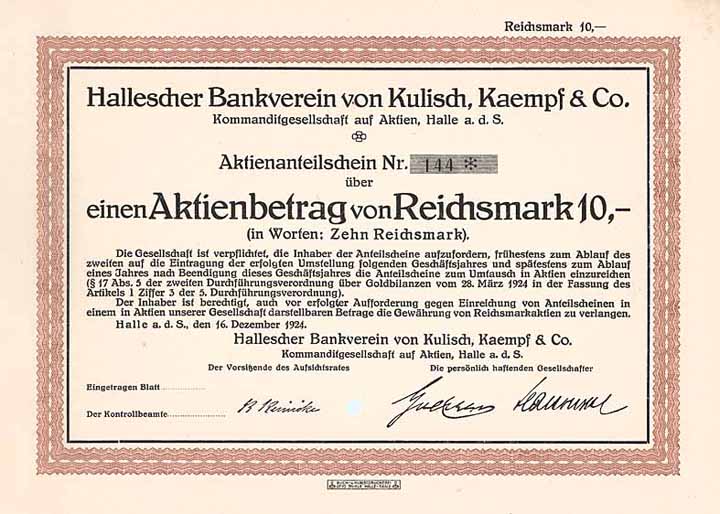 Reichsmark 10,—
Hallescher Bankverein von Kulisch, Kaempf & Co.
Kommanditgesellschaft auf Aktien, Halle a. d. S.
Aktienanteilschein Nr. 144 *
über
einen Aktienbetrag von Reichsmark 10,—
(in Worten: Zehn Reichsmark).
Die Gesellschaft ist verpflichtet, die Inhaber der Anteilscheine aufzufordern, frühestens zum Ablauf des
zweiten auf die Eintragung der erfolgten Umstellung folgenden Geschäftsjahres und spätestens zum Ablauf
eines Jahres nach Beendigung dieses Geschäftsjahres die Anteilscheine zum Umtausch in Aktien einzureichen
(§ 17 Abs. 5 der zweiten Durchführungsverordnung über Goldbilanzen vom 28. März 1924 in der Fassung des
Artikels 1 Ziffer 3 der 5. Durchführungsverordnung).
Der Inhaber ist berechtigt, auch vor erfolgter Aufforderung gegen Einreichung von Anteilscheinen in
einem in Aktien unserer Gesellschaft darstellbaren Betrage die Gewährung von Reichsmarkaktien zu verlangen.
Halle a. d. S., den 16. Dezember 1924.
Hallescher Bankverein von Kulisch, Kaempf & Co.
Kommanditgesellschaft auf Aktien, Halle a. d. S.
Der Vorsitzende des Aufsichtsrates Die persönlich haftenden Gesellschafter
Eingetragen Blatt
Der Kontrollbeamte